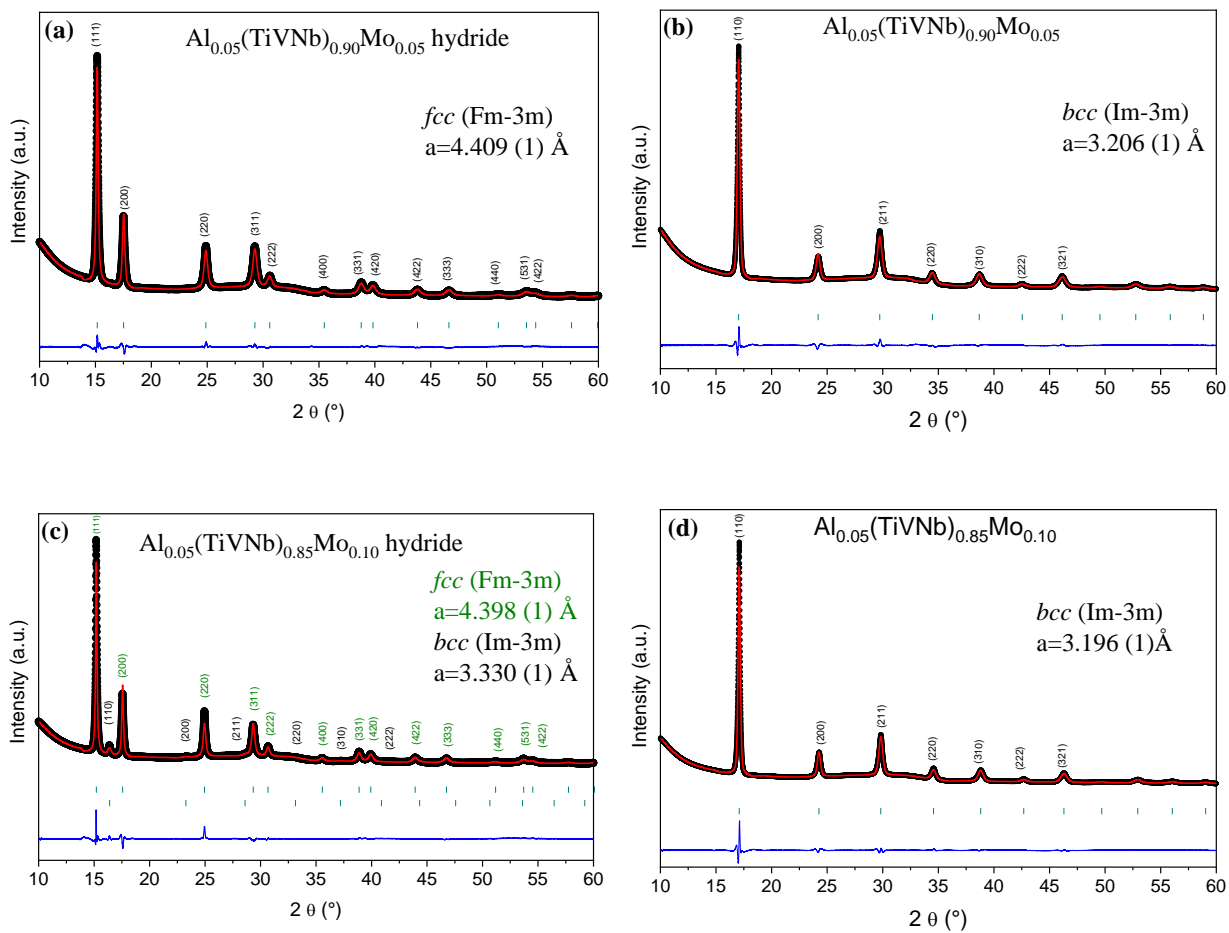 (a)
Al0.05(TiVNb)0.90Mo0.05 hydride
fcc (Fm-3m)
a=4.409 (1) Å
(111)
(200)
(220)
(311)
(222)
(400)
(331)
(420)
(422)
(333)
(440)
(531)
(422)
Intensity (a.u.)
10 15 20 25 30 35 40 45 50 55 60
2 θ (°)
(b)
Al0.05(TiVNb)0.90Mo0.05
bcc (Im-3m)
a=3.206 (1) Å
(110)
(200)
(211)
(220)
(310)
(222)
(321)
Intensity (a.u.)
10 15 20 25 30 35 40 45 50 55 60
2 θ (°)
(c)
Al0.05(TiVNb)0.85Mo0.10 hydride
fcc (Fm-3m)
a=4.398 (1) Å
bcc (Im-3m)
a=3.330 (1) Å
(111)
(110)
(200)
(200)
(220)
(211)
(311)
(222)
(220)
(400)
(310)
(331)
(420)
(222)
(422)
(333)
(440)
(531)
(422)
Intensity (a.u.)
10 15 20 25 30 35 40 45 50 55 60
2 θ (°)
(d)
Al0.05(TiVNb)0.85Mo0.10
bcc (Im-3m)
a=3.196 (1)Å
(110)
(200)
(211)
(220)
(310)
(222)
(321)
Intensity (a.u.)
10 15 20 25 30 35 40 45 50 55 60
2 θ (°)